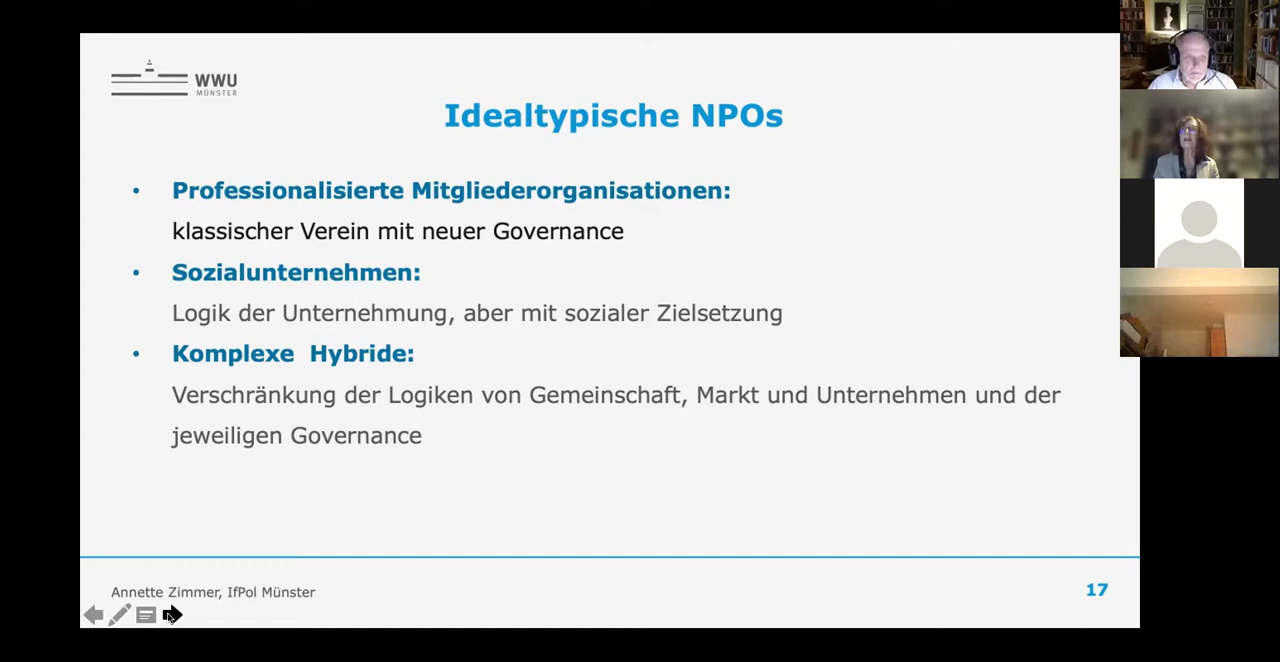 WWU
MÜNSTER
Idealtypische NPOs
• Professionalisierte Mitgliederorganisationen:
klassischer Verein mit neuer Governance
• Sozialunternehmen:
Logik der Unternehmung, aber mit sozialer Zielsetzung
• Komplexe Hybride:
Verschränkung der Logiken von Gemeinschaft, Markt und Unternehmen und der
jeweiligen Governance
Annette Zimmer, IfPol Münster
17